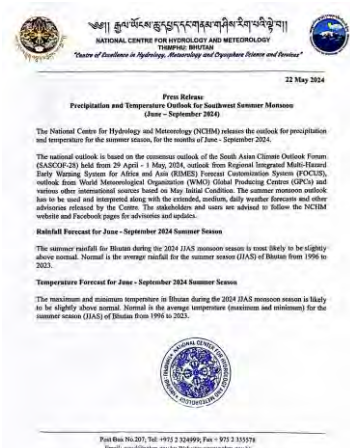 NATIONAL CENTRE FOR HYDROLOGY AND METEOROLOGY
THIMPHU: BHUTAN
"Centre of Excellence in Hydrology, Meteorology and Cryosphere Science and Services"
22 May 2024
Press Release
Precipitation and Temperature Outlook for Southwest Summer Monsoon
(June – September 2024)
The National Centre for Hydrology and Meteorology (NCHM) releases the outlook for precipitation
and temperature for the summer season, for the months of June - September, 2024.
The national outlook is based on the consensus outlook of the South Asian Climate Outlook Forum
(SASCOF-28) held from 29 April - 1 May, 2024, outlook from Regional Integrated Multi-Hazard
Early Warning System for Africa and Asia (RIMES) Forecast Customization System (FOCUS),
outlook from World Meteorological Organization (WMO) Global Producing Centres (GPCs) and
various other international sources based on May Initial Condition. The summer monsoon outlook
has to be used and interpreted along with the extended, medium, daily weather forecasts and other
advisories released by the Centre. The stakeholders and users are advised to follow the NCHM
website and Facebook pages for advisories and updates.
Rainfall Forecast for June - September 2024 Summer Season
The summer rainfall for Bhutan during the 2024 JJAS monsoon season is most likely to be slightly
above normal. Normal is the average rainfall for the summer season (JJAS) of Bhutan from 1996 to
2023.
Temperature Forecast for June - September 2024 Summer Season
The maximum and minimum temperature in Bhutan during the 2024 JJAS monsoon season is likely
to be slightly above normal. Normal is the average temperature (maximum and minimum) for the
summer season (JJAS) of Bhutan from 1996 to 2023.
Post Box No.207, Tel: +975 2 324999; Fax + 975 2 335578